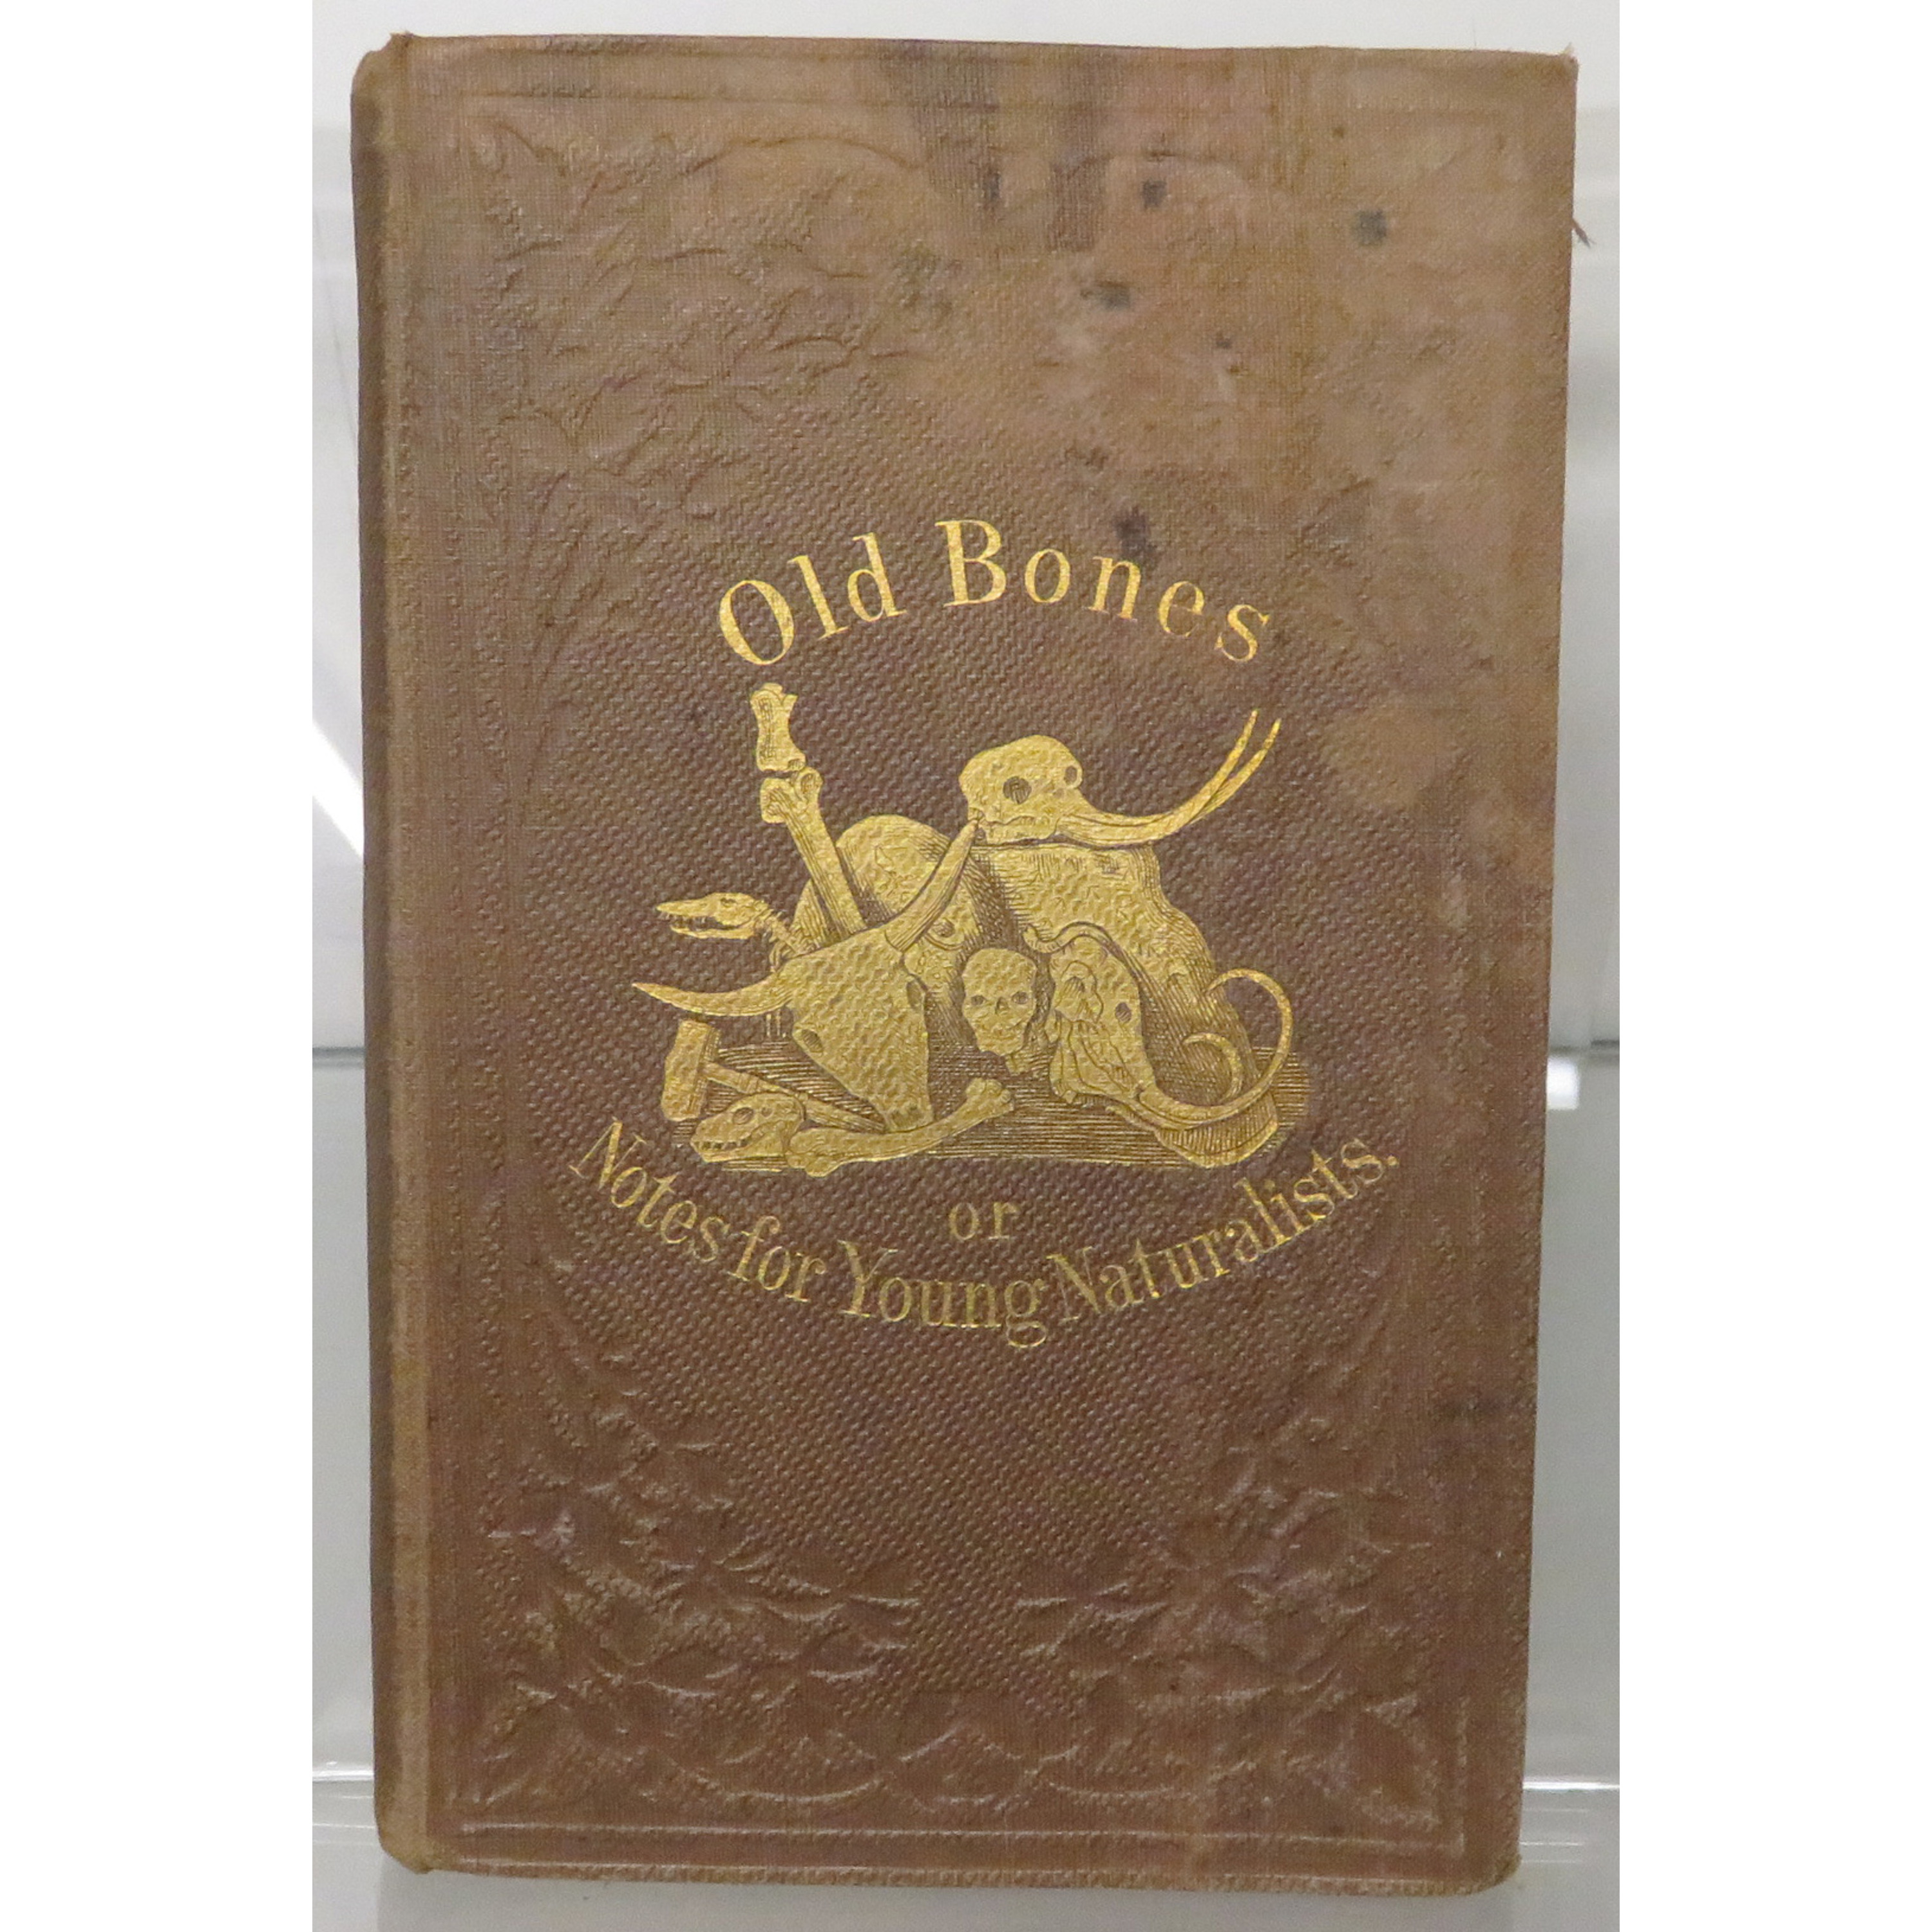 Old Bones
or
Notes for Young Naturalists.